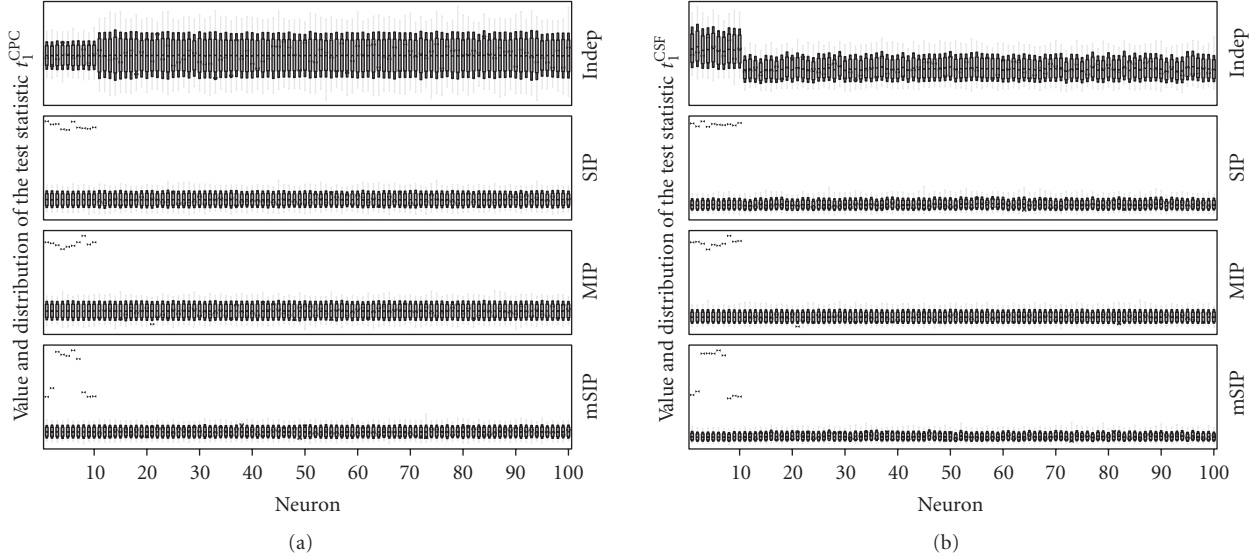 Value and distribution of the test statistic t₁^CPC
Indep
SIP
MIP
mSIP
10 20 30 40 50 60 70 80 90 100
Neuron
(a)
Value and distribution of the test statistic t₁^CSF
Indep
SIP
MIP
mSIP
10 20 30 40 50 60 70 80 90 100
Neuron
(b)